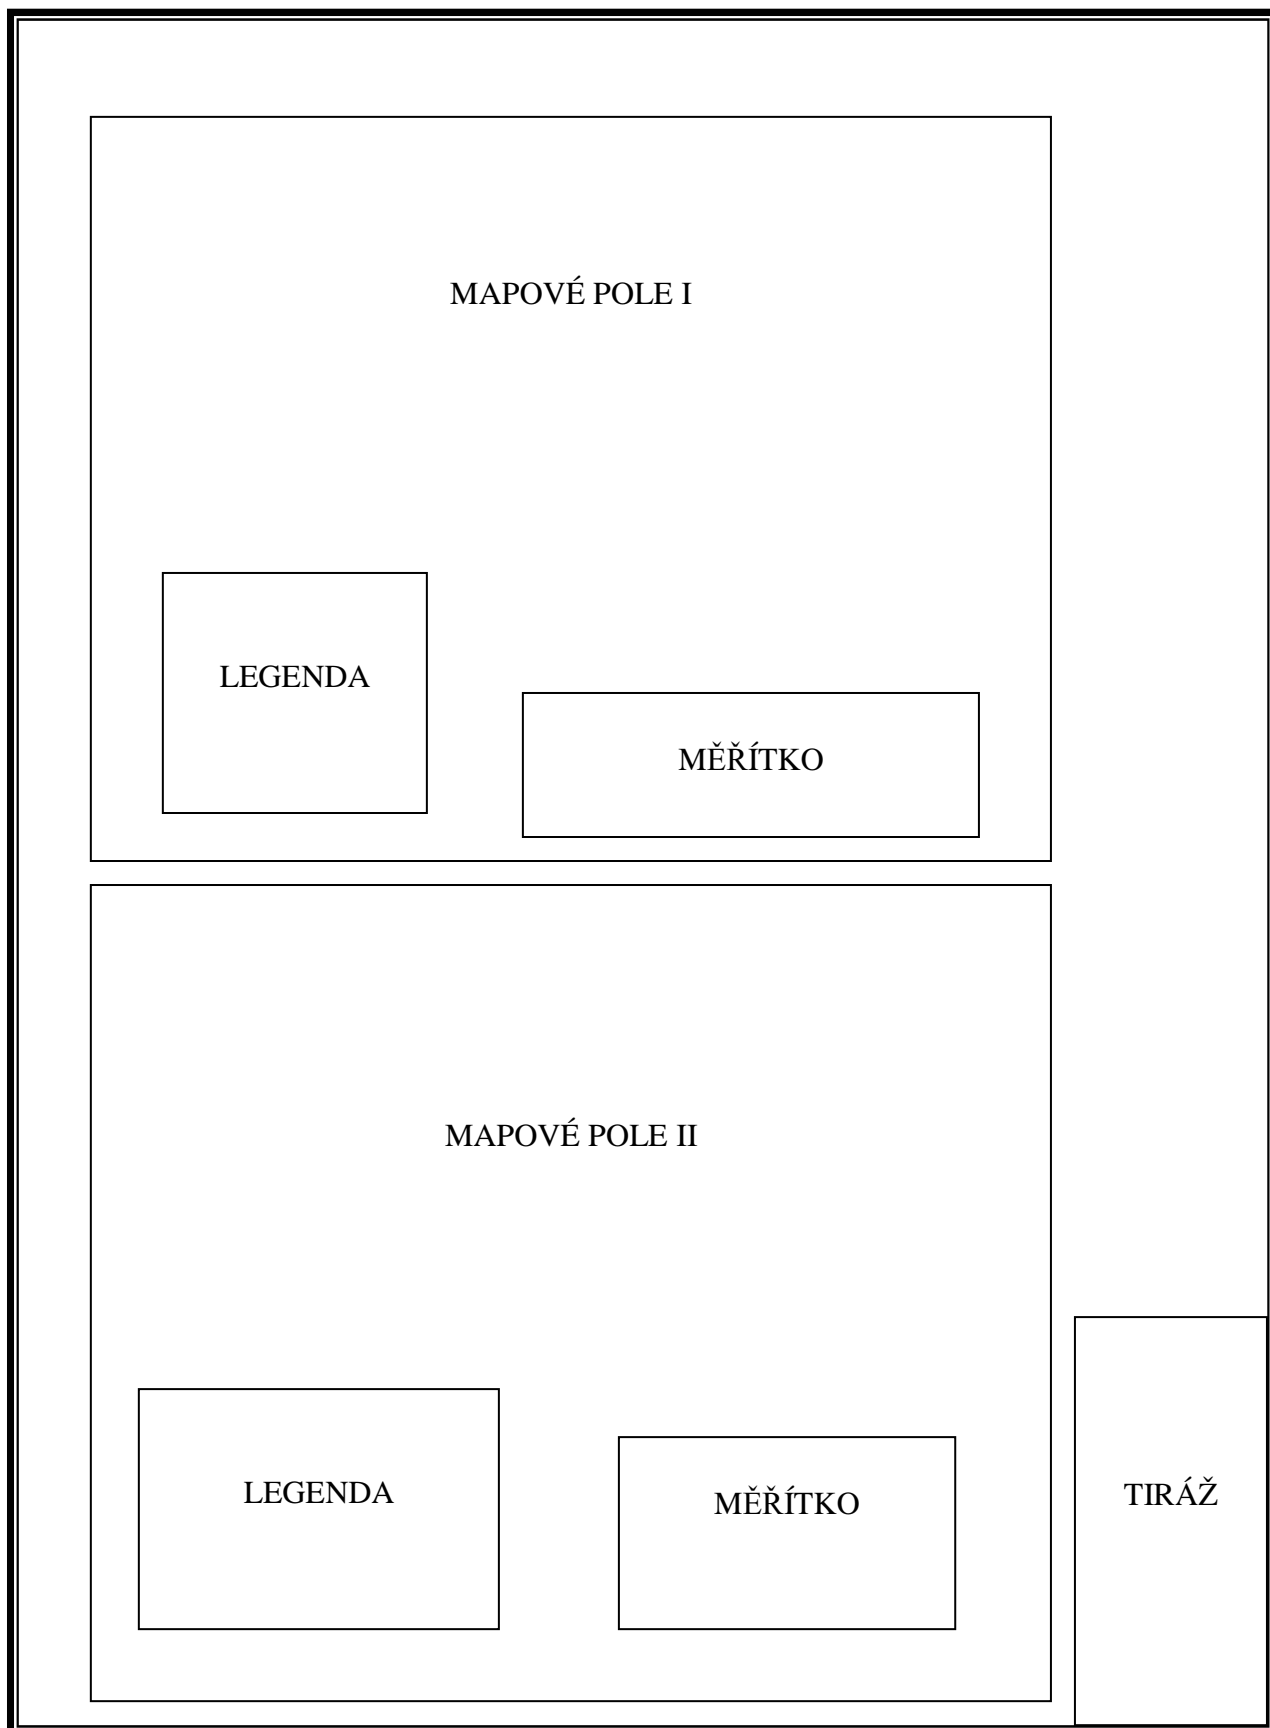 MAPOVÉ POLE I
LEGENDA
MĚŘÍTKO
MAPOVÉ POLE II
LEGENDA
MĚŘÍTKO
TIRÁŽ